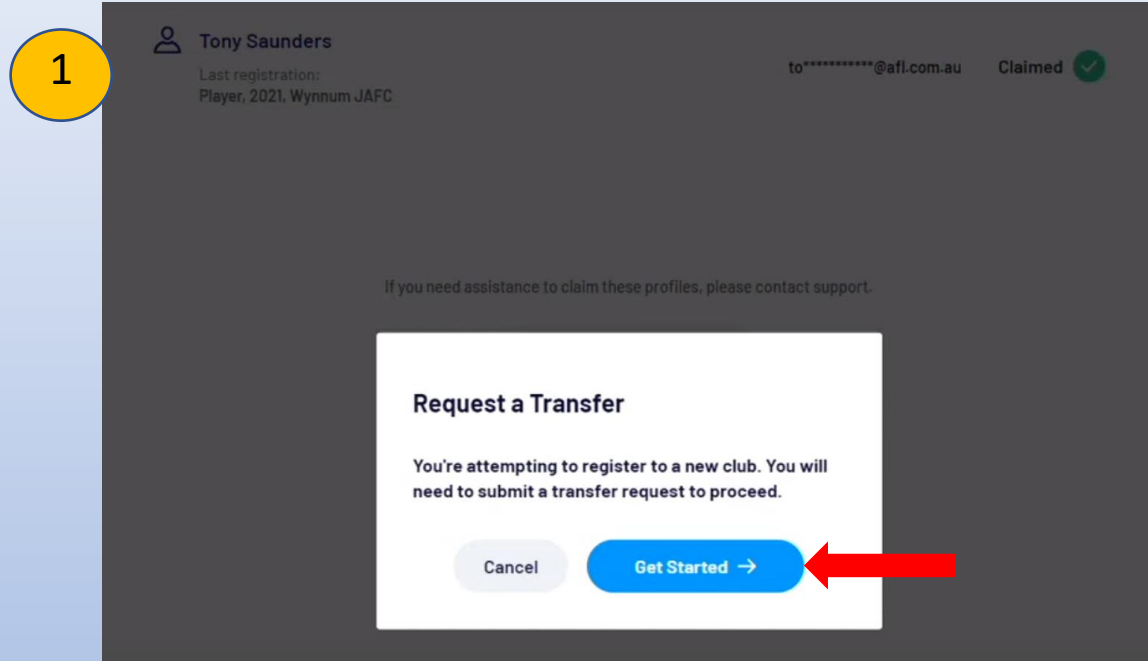 1
Tony Saunders
Last registration:
Player, 2021, Wynnum JAFC
to***********@afl.com.au
Claimed
If you need assistance to claim these profiles, please contact support.
Request a Transfer
You're attempting to register to a new club. You will
need to submit a transfer request to proceed.
Cancel
Get Started →